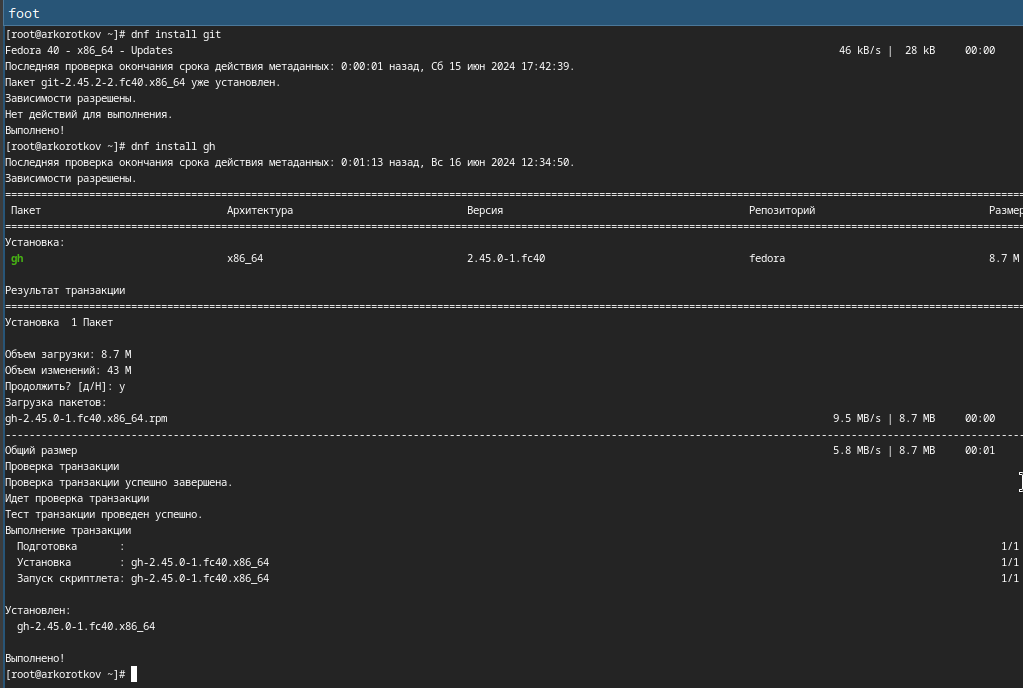 foot
[root@arkorotkov ~]# dnf install git
Fedora 40 - x86_64 - Updates 46 kB/s | 28 kB 00:00
Последняя проверка окончания срока действия метаданных: 0:00:01 назад, Сб 15 июн 2024 17:42:39.
Пакет git-2.45.2-2.fc40.x86_64 уже установлен.
Зависимости разрешены.
Нет действий для выполнения.
Выполнено!
[root@arkorotkov ~]# dnf install gh
Последняя проверка окончания срока действия метаданных: 0:01:13 назад, Вс 16 июн 2024 12:34:50.
Зависимости разрешены.
Пакет Архитектура Версия Репозиторий Размер
Установка:
gh x86_64 2.45.0-1.fc40 fedora 8.7 M
Результат транзакции
Установка 1 Пакет
Объем загрузки: 8.7 M
Объем изменений: 43 M
Продолжить? [д/Н]: y
Загрузка пакетов:
gh-2.45.0-1.fc40.x86_64.rpm 9.5 MB/s | 8.7 MB 00:00
Общий размер 5.8 MB/s | 8.7 MB 00:01
Проверка транзакции
Проверка транзакции успешно завершена.
Идет проверка транзакции
Тест транзакции проведен успешно.
Выполнение транзакции
Подготовка : 1/1
Установка : gh-2.45.0-1.fc40.x86_64 1/1
Запуск скриптлета: gh-2.45.0-1.fc40.x86_64 1/1
Установлен:
gh-2.45.0-1.fc40.x86_64
Выполнено!
[root@arkorotkov ~]#